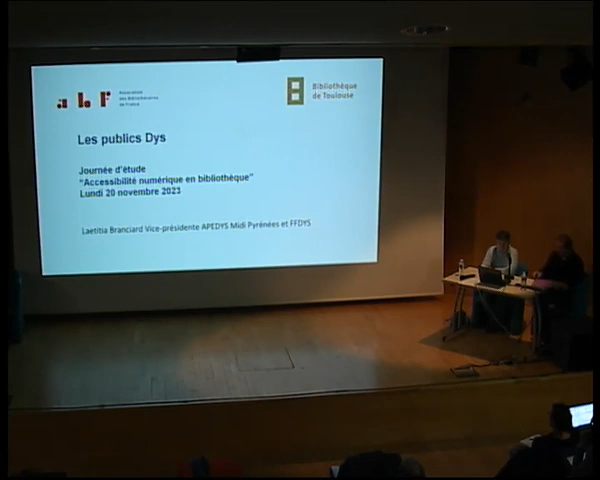 abf
Association
des Bibliothécaires
de France
Bibliothèque
de Toulouse
Les publics Dys
Journée d'étude
"Accessibilité numérique en bibliothèque"
Lundi 20 novembre 2023
Laetitia Branciard Vice-présidente APEDYS Midi Pyrénées et FFDYS